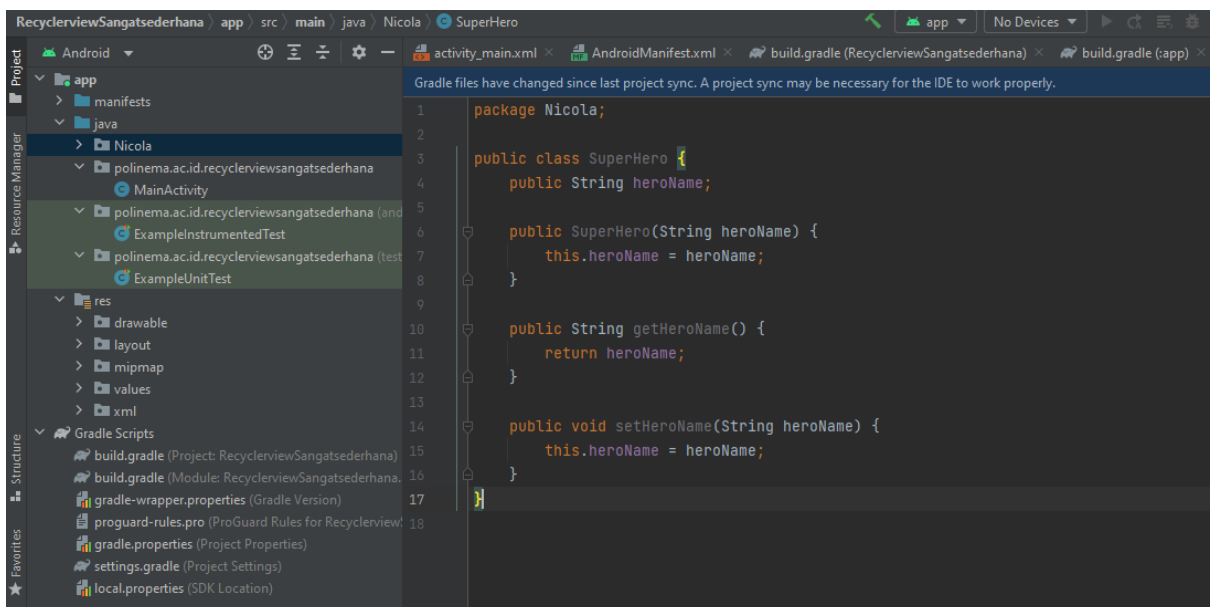 RecyclerviewSangatsederhana 〉 app 〉 src 〉 main 〉 java 〉 Nicola 〉 SuperHero
app
No Devices
Project
Resource Manager
Structure
Favorites
Android
app
manifests
java
Nicola
polinema.ac.id.recyclerviewsangatsederhana
MainActivity
polinema.ac.id.recyclerviewsangatsederhana (and
ExampleInstrumentedTest
polinema.ac.id.recyclerviewsangatsederhana (test
ExampleUnitTest
res
drawable
layout
mipmap
values
xml
Gradle Scripts
build.gradle (Project: RecyclerviewSangatsederhana)
build.gradle (Module: RecyclerviewSangatsederhana.
gradle-wrapper.properties (Gradle Version)
proguard-rules.pro (ProGuard Rules for Recyclerview
gradle.properties (Project Properties)
settings.gradle (Project Settings)
local.properties (SDK Location)
activity_main.xml × AndroidManifest.xml × build.gradle (RecyclerviewSangatsederhana) × build.gradle (:app) ×
Gradle files have changed since last project sync. A project sync may be necessary for the IDE to work properly.
1 package Nicola;
2
3 public class SuperHero {
4 public String heroName;
5
6 public SuperHero(String heroName) {
7 this.heroName = heroName;
8 }
9
10 public String getHeroName() {
11 return heroName;
12 }
13
14 public void setHeroName(String heroName) {
15 this.heroName = heroName;
16 }
17 }
18